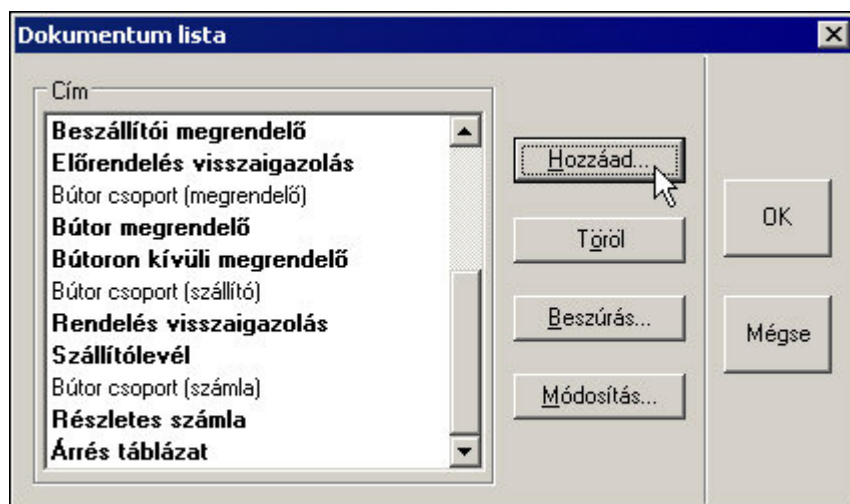 Dokumentum lista
Cím
Beszállítói megrendelő
Előrendelés visszaigazolás
Bútor csoport (megrendelő)
Bútor megrendelő
Bútoron kívüli megrendelő
Bútor csoport (szállító)
Rendelés visszaigazolás
Szállítólevél
Bútor csoport (számla)
Részletes számla
Árrés táblázat
Hozzáad...
Töröl
Beszúrás...
Módosítás...
OK
Mégse